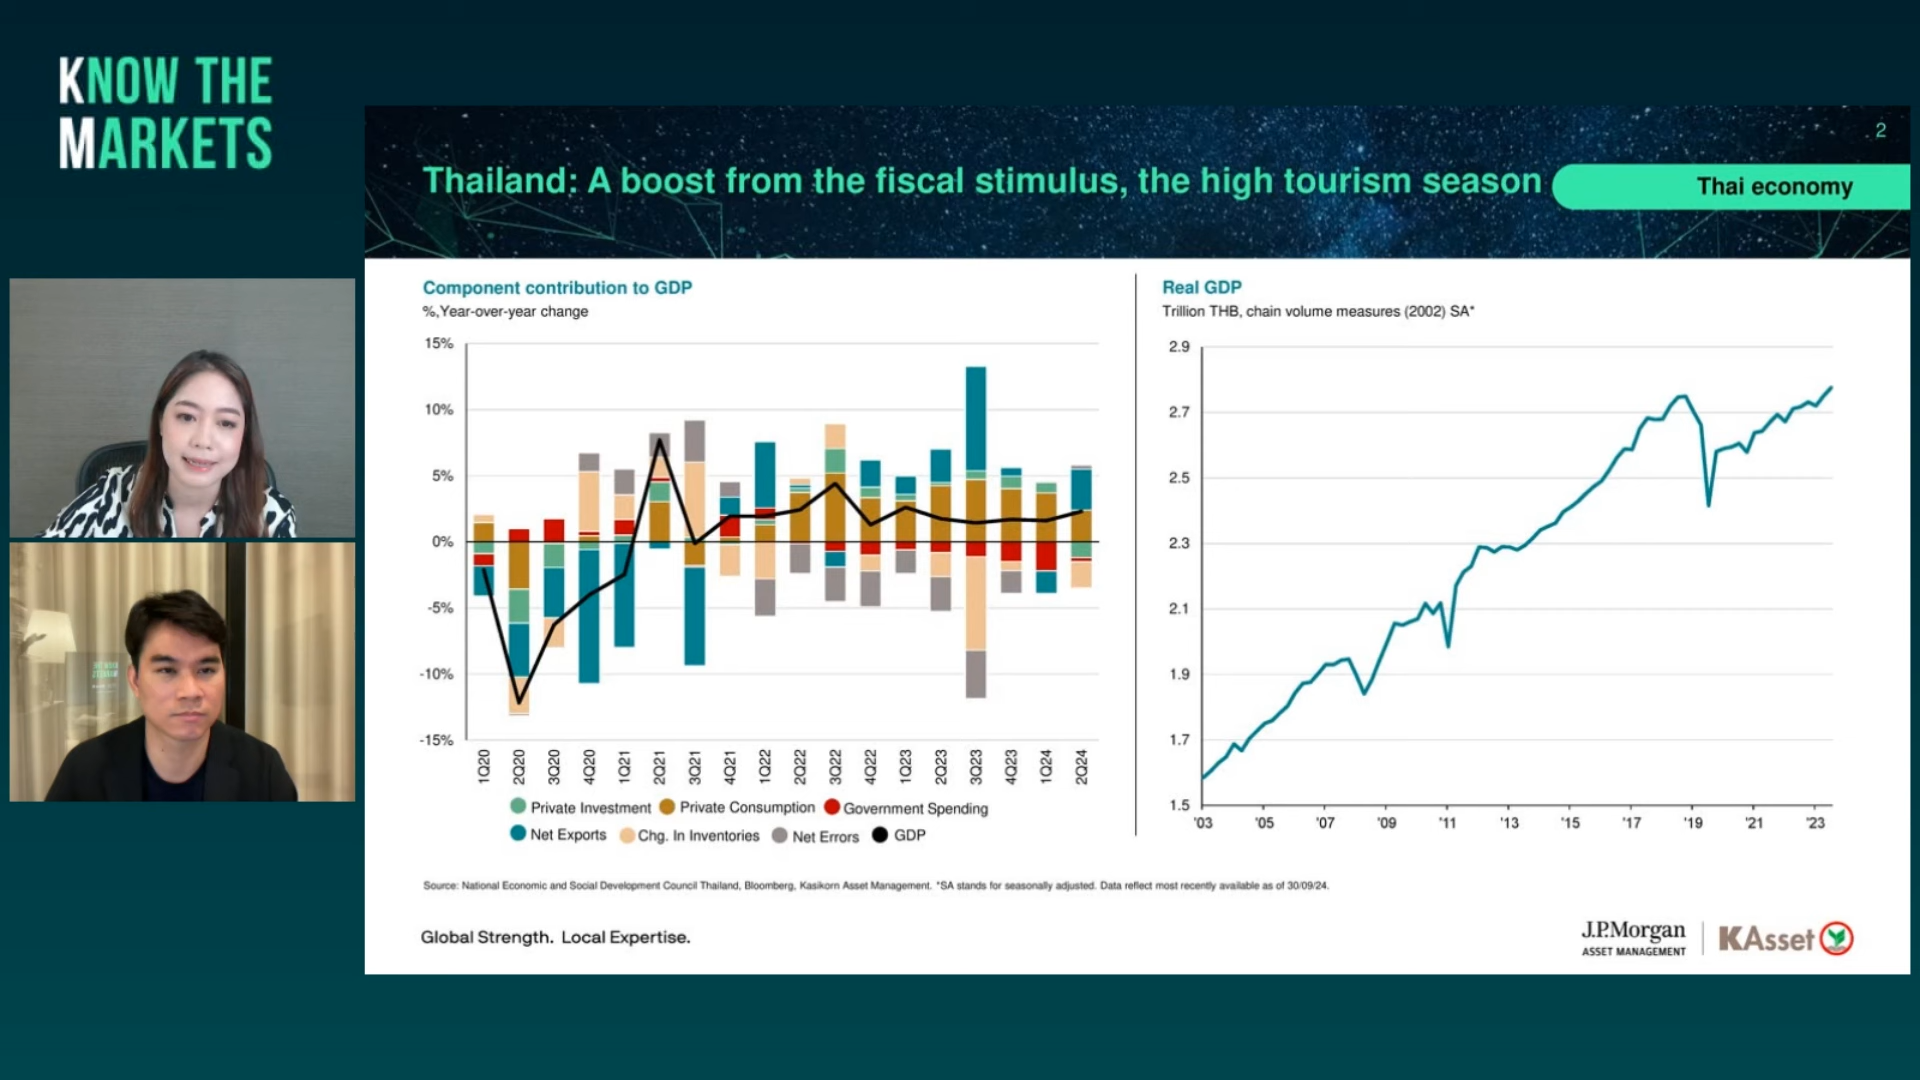 KNOW THE
MARKETS
2
Thailand: A boost from the fiscal stimulus, the high tourism season
Thai economy
Component contribution to GDP
%,Year-over-year change
15%
10%
5%
0%
-5%
-10%
-15%
1Q20 2Q20 3Q20 4Q20 1Q21 2Q21 3Q21 4Q21 1Q22 2Q22 3Q22 4Q22 1Q23 2Q23 3Q23 4Q23 1Q24 2Q24
Private Investment Private Consumption Government Spending
Net Exports Chg. In Inventories Net Errors GDP
Real GDP
Trillion THB, chain volume measures (2002) SA*
2.9
2.7
2.5
2.3
2.1
1.9
1.7
1.5
'03 '05 '07 '09 '11 '13 '15 '17 '19 '21 '23
Source: National Economic and Social Development Council Thailand, Bloomberg, Kasikorn Asset Management. *SA stands for seasonally adjusted. Data reflect most recently available as of 30/09/24.
Global Strength. Local Expertise.
J.P.Morgan
ASSET MANAGEMENT
KAsset